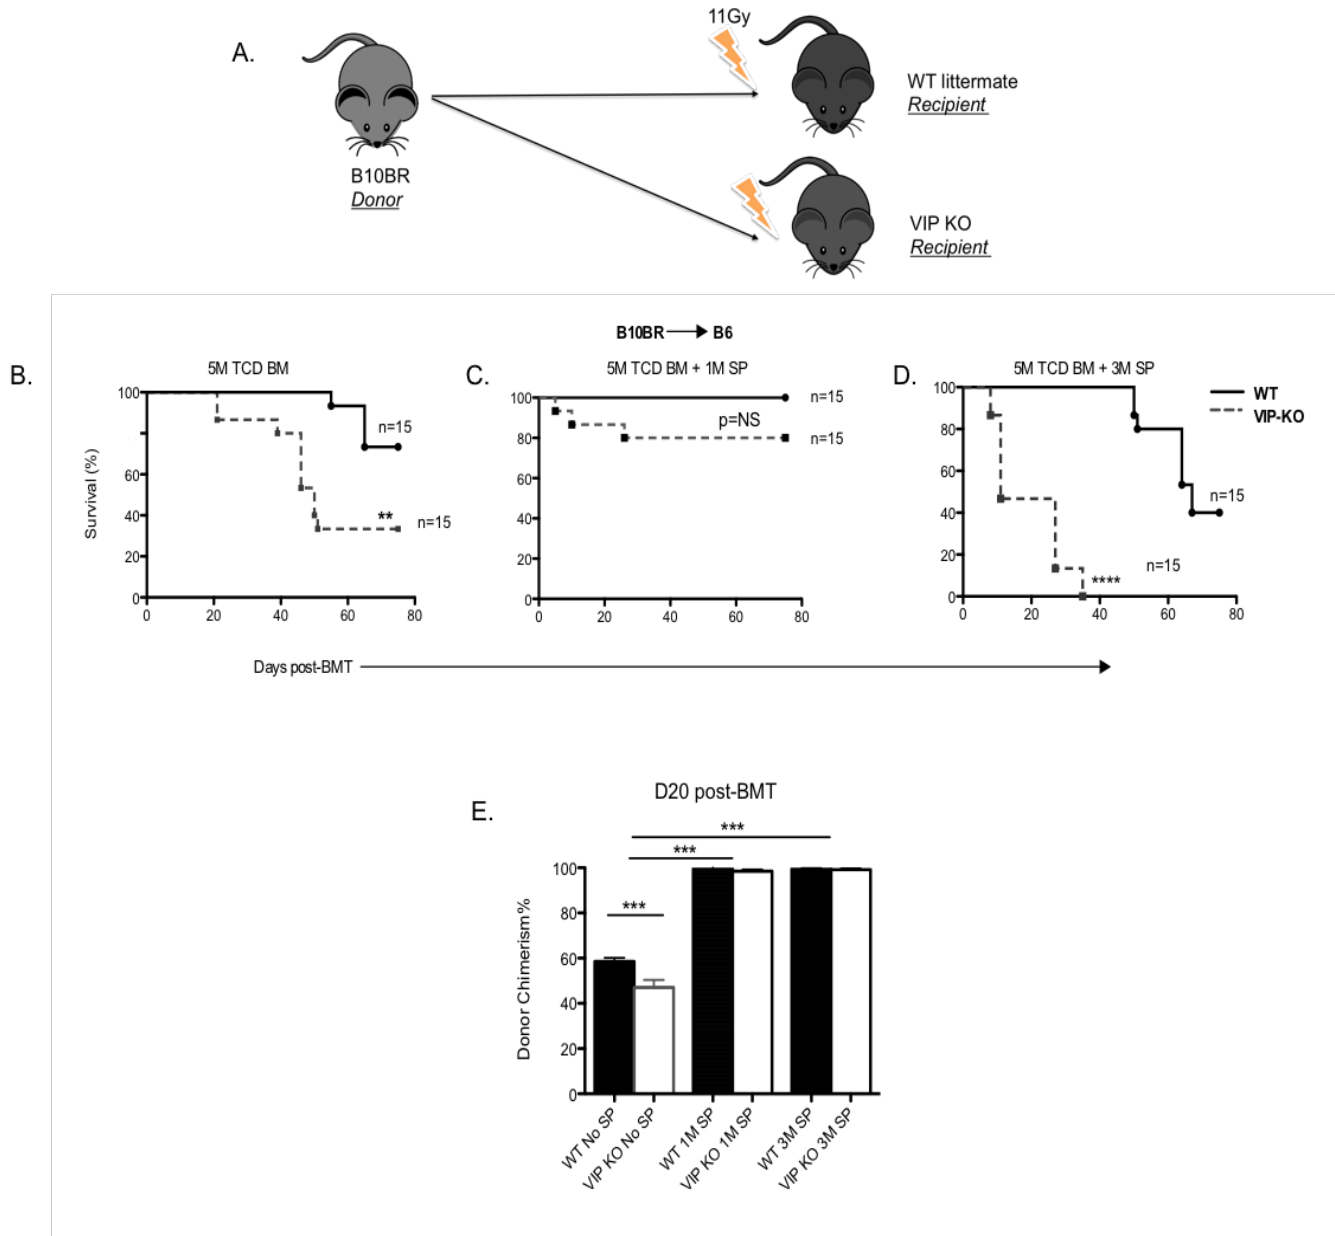 A.
11Gy
WT littermate
Recipient
B10BR
Donor
VIP KO
Recipient
B10BR → B6
B.
5M TCD BM
C.
5M TCD BM + 1M SP
D.
5M TCD BM + 3M SP
Survival (%)
100
60
40
20
0
0 20 40 60 80
n=15
**
n=15
100
80
60
40
20
0
0 20 40 60 80
n=15
p=NS
n=15
100
80
60
40
20
0
0 20 40 60 80
WT
VIP-KO
n=15
n=15
****
Days post-BMT
E.
D20 post-BMT
***
***
***
Donor Chimerism%
100
80
60
40
20
0
WT No SP
VIP KO No SP
WT 1M SP
VIP KO 1M SP
WT 3M SP
VIP KO 3M SP